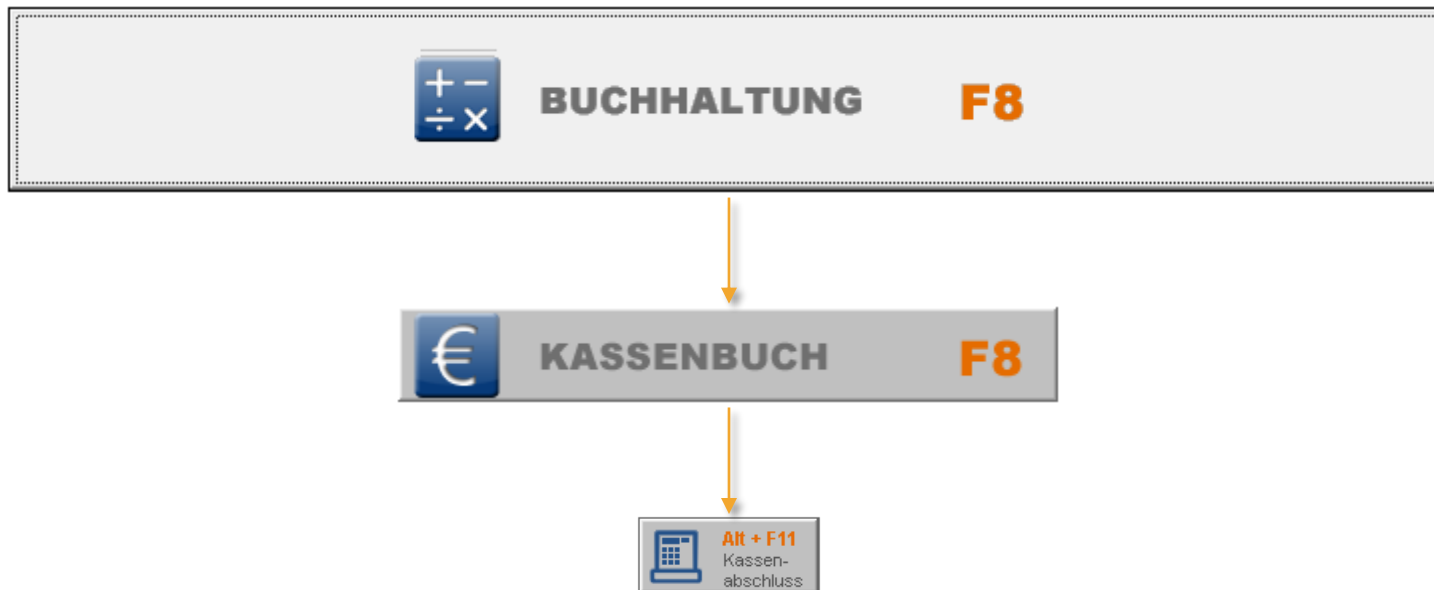 BUCHHALTUNG F8
KASSENBUCH F8
Alt + F11
Kassen-
abschluss